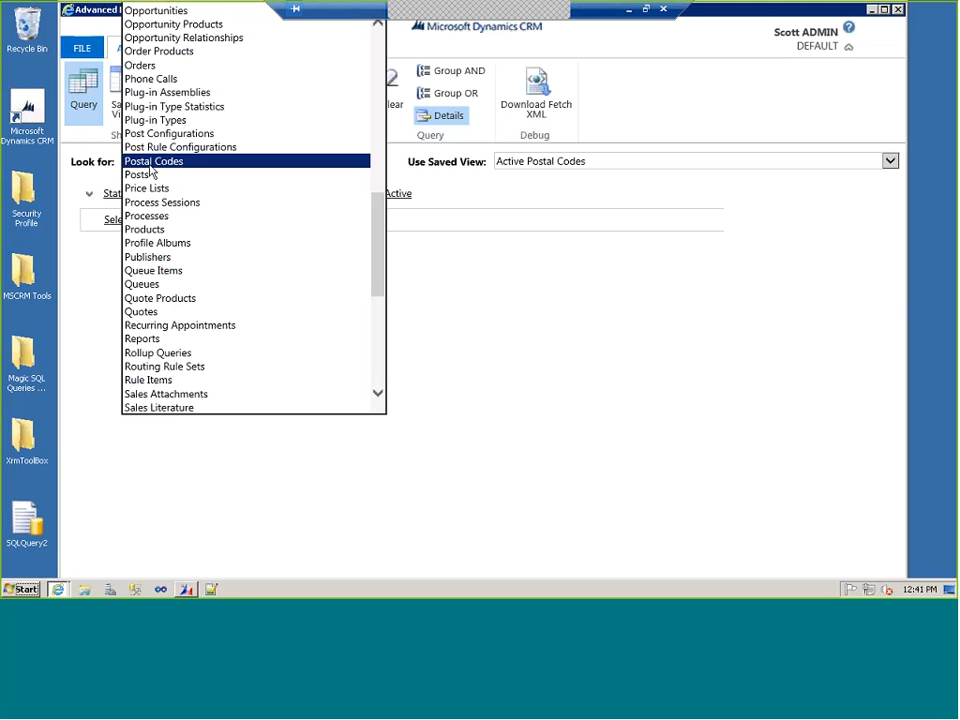 Opportunities
Advanced
Microsoft Dynamics CRM
Scott ADMIN
DEFAULT
Recycle Bin
FILE
Opportunity Products
Opportunity Relationships
Order Products
Orders
Phone Calls
Plug-in Assemblies
Plug-in Type Statistics
Plug-in Types
Post Configurations
Post Rule Configurations
Postal Codes
Posts
Price Lists
Process Sessions
Processes
Products
Profile Albums
Publishers
Queue Items
Queues
Quote Products
Quotes
Recurring Appointments
Reports
Rollup Queries
Routing Rule Sets
Rule Items
Sales Attachments
Sales Literature
Query
Group AND
Group OR
Details
Query
Download Fetch
XML
Debug
Look for:
Use Saved View:
Active Postal Codes
Active
Microsoft
Dynamics CRM
Security
Profile
MSCRM Tools
Magic SQL
Queries ...
XrmToolBox
SQLQuery2
Start
12:41 PM